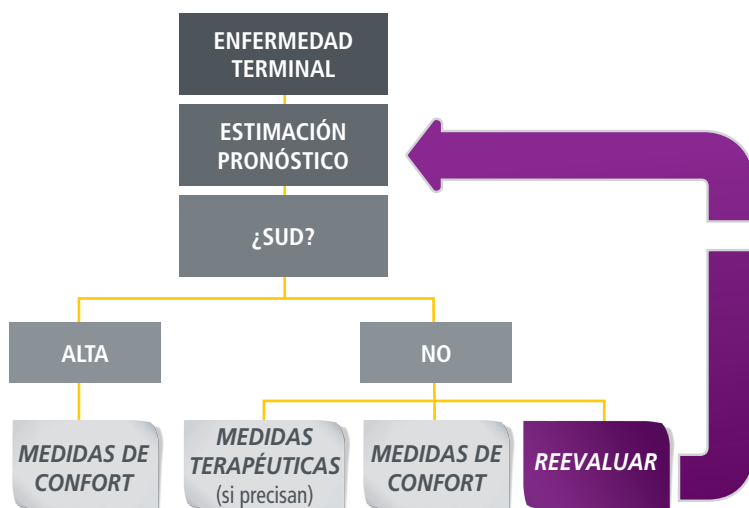 ENFERMEDAD
TERMINAL
ESTIMACIÓN
PRONÓSTICO
¿SUD?
ALTA
NO
MEDIDAS DE
CONFORT
MEDIDAS
TERAPÉUTICAS
(si precisan)
MEDIDAS DE
CONFORT
REEVALUAR